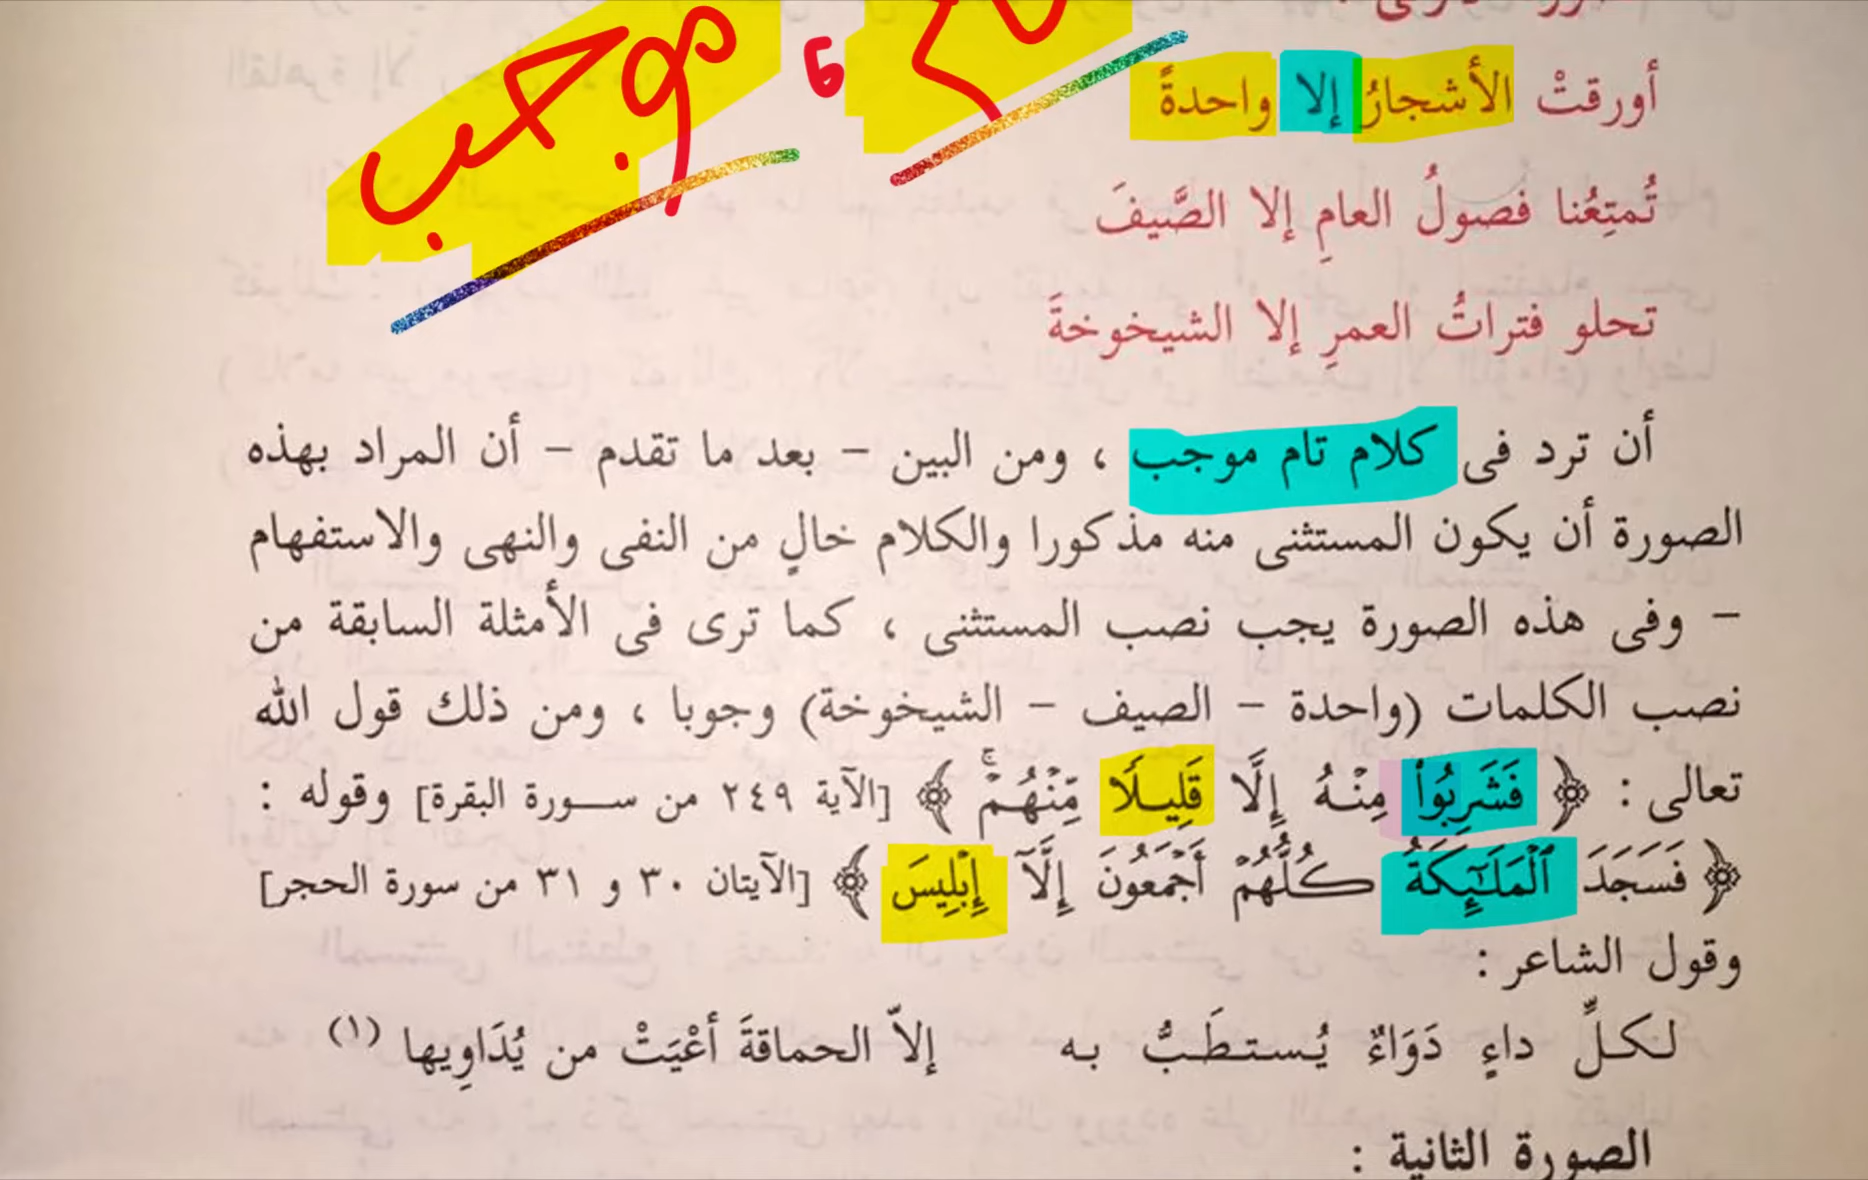 موجب
،
أورقتْ الأشجارُ إلا واحدةً
تُمتِعُنا فصولُ العامِ إلا الصَّيفَ
تحلو فتراتُ العمرِ إلا الشيخوخةَ
أن ترد فى كلام تام موجب ، ومن البين – بعد ما تقدم – أن المراد بهذه
الصورة أن يكون المستثنى منه مذكورا والكلام خالٍ من النفى والنهى والاستفهام
– وفى هذه الصورة يجب نصب المستثنى ، كما ترى فى الأمثلة السابقة من
نصب الكلمات (واحدة – الصيف – الشيخوخة) وجوبا ، ومن ذلك قول الله
تعالى : ﴿ فَشَرِبُوا۟ مِنْهُ إِلَّا قَلِيلًا مِّنْهُمْ ۚ ﴾ [الآية ٢٤٩ من سورة البقرة] وقوله :
﴿ فَسَجَدَ ٱلْمَلَـٰٓئِكَةُ كُلُّهُمْ أَجْمَعُونَ إِلَّآ إِبْلِيسَ ﴾ [الآيتان ٣٠ و ٣١ من سورة الحجر]
وقول الشاعر :
لكلِّ داءٍ دَوَاءٌ يُستطَبُّ به إلاّ الحماقةَ أعْيَتْ من يُدَاوِيها (١)
الصورة الثانية :